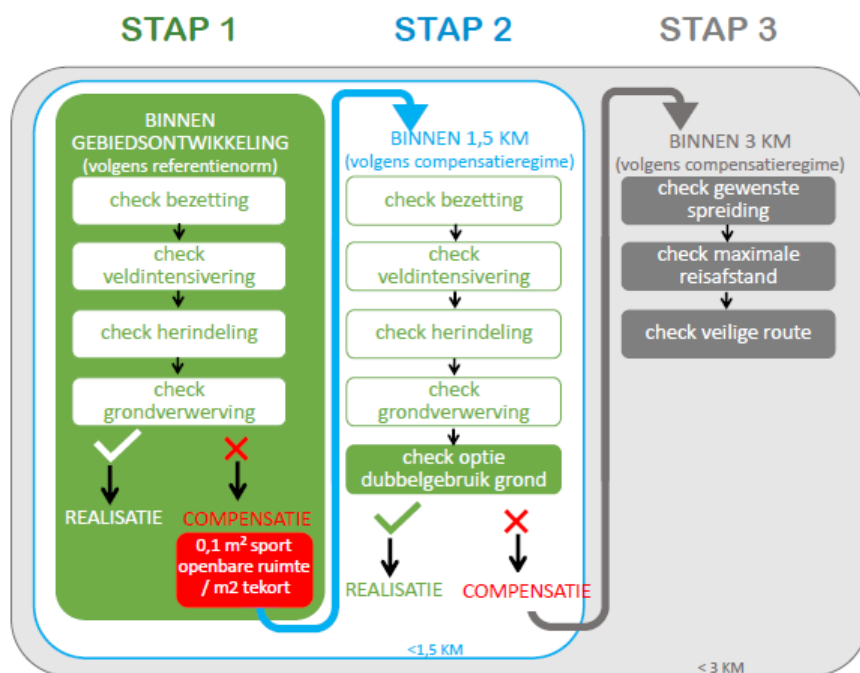 STAP 1
STAP 2
STAP 3
BINNEN
GEBIEDSONTWIKKELING
(volgens referentienorm)
check bezetting
check
veldintensivering
check herindeling
check
grondverwerving
REALISATIE
COMPENSATIE
0,1 m² sport
openbare ruimte
/ m2 tekort
BINNEN 1,5 KM
(volgens compensatieregime)
check bezetting
check
veldintensivering
check herindeling
check
grondverwerving
check optie
dubbelgebruik grond
REALISATIE
COMPENSATIE
<1,5 KM
BINNEN 3 KM
(volgens compensatieregime)
check gewenste
spreiding
check maximale
reisafstand
check veilige route
< 3 KM